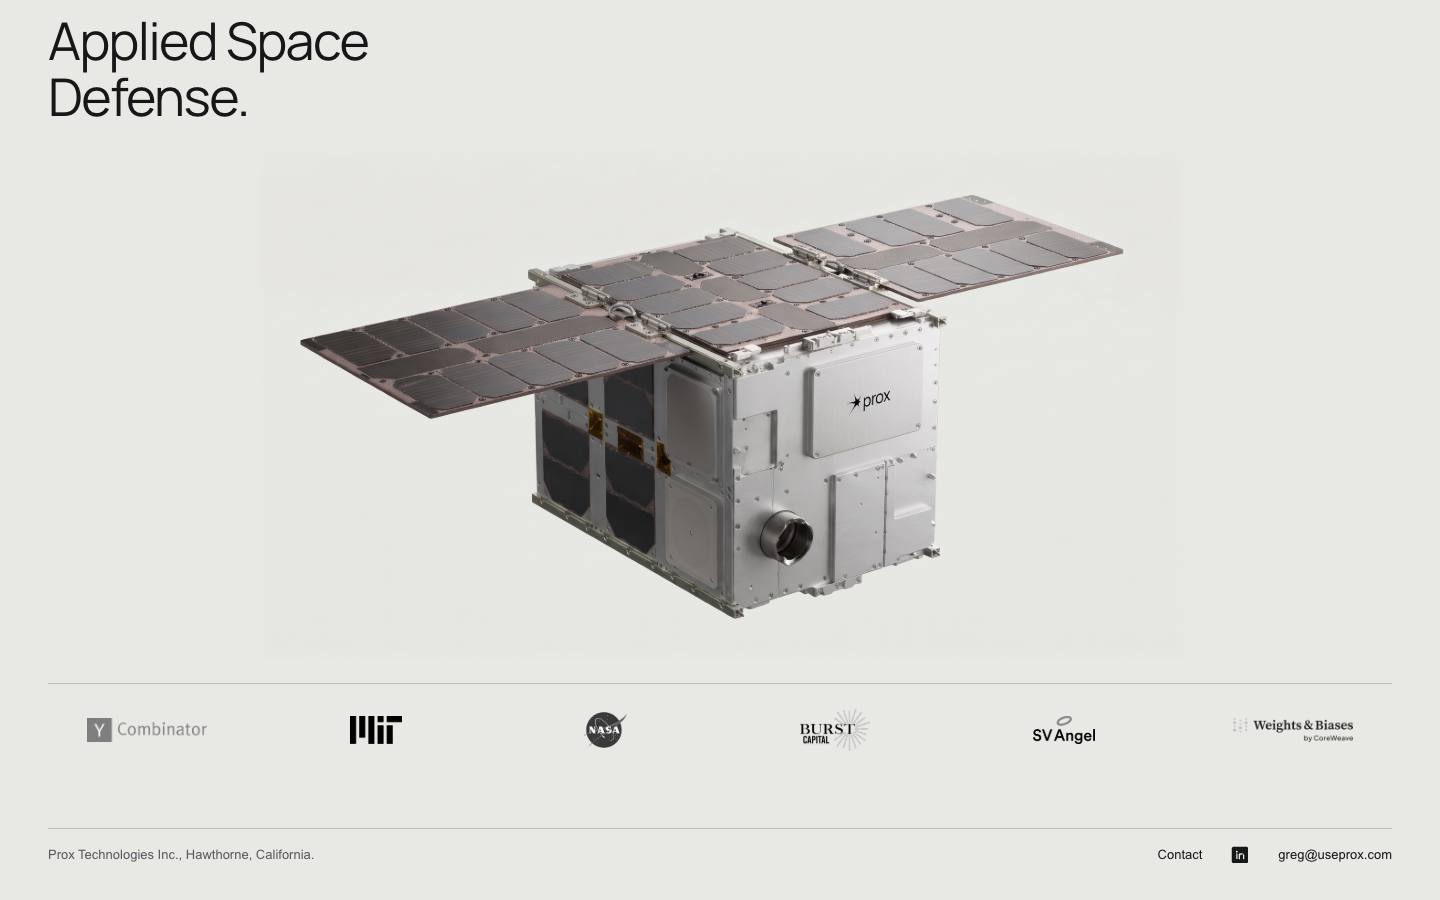 Applied Space
Defense.
prox
Y Combinator
MIT
NASA
BURST
CAPITAL
SV Angel
Weights & Biases
by CoreWeave
Prox Technologies Inc., Hawthorne, California.
Contact
in
greg@useprox.com